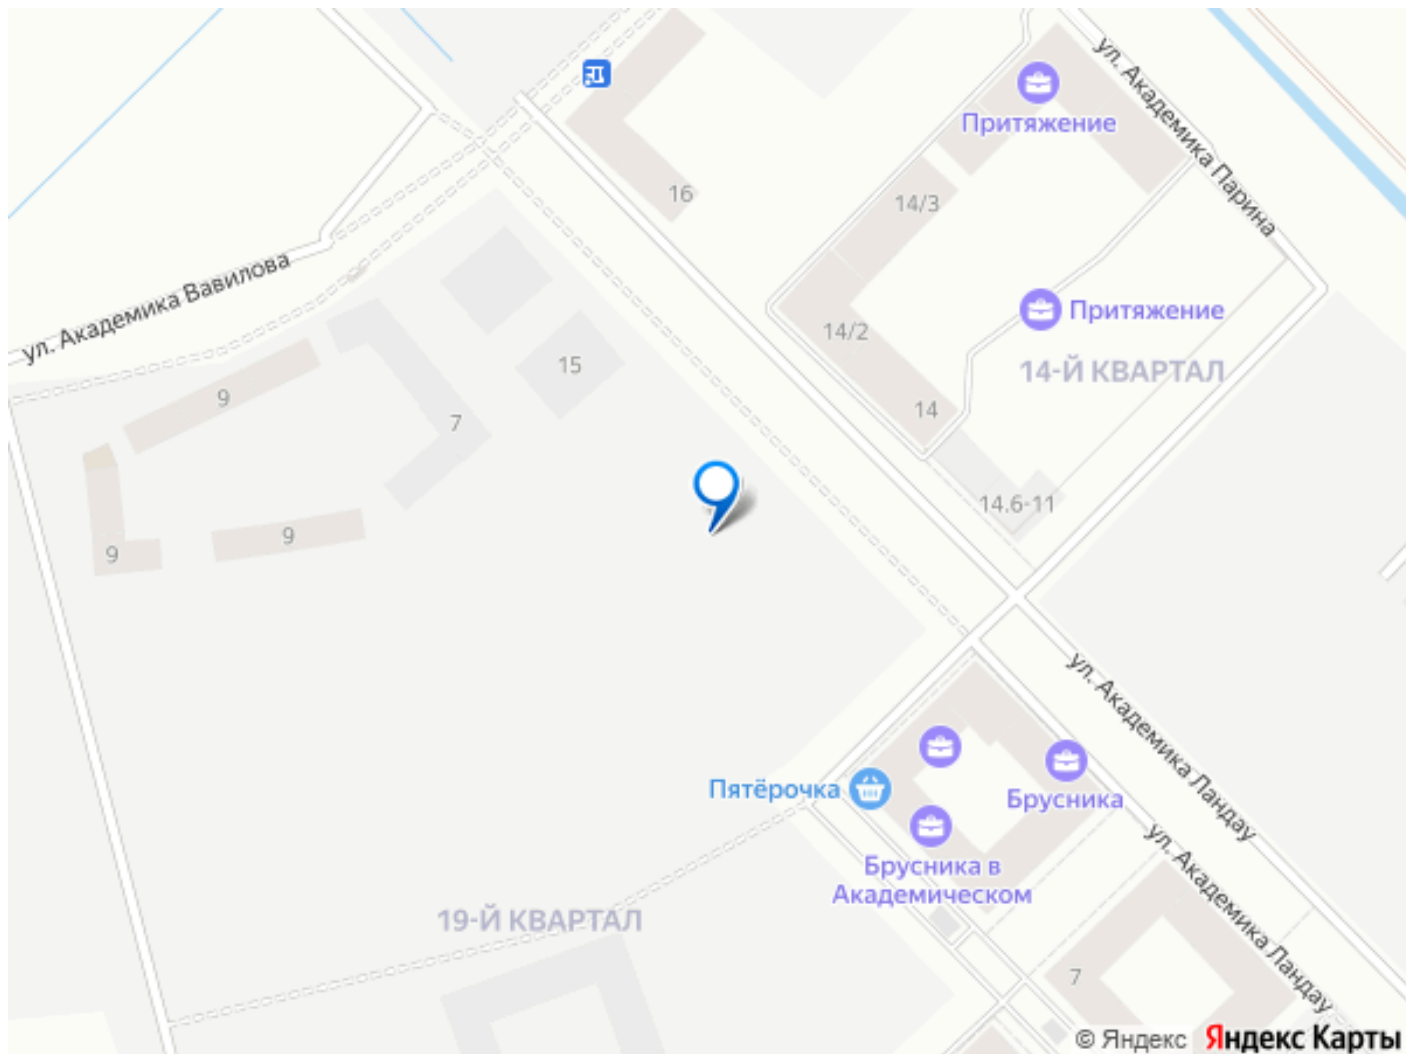 ул. Академика Парина
Притяжение
16
14/3
ул. Академика Вавилова
Притяжение
14/2
15
14-Й КВАРТАЛ
9
14
7
14.6-11
9
9
ул. Академика Ландау
Пятёрочка
Брусника
ул. Академика Ландау
Брусника в
Академическом
19-Й КВАРТАЛ
7
© Яндекс Яндекс Карты